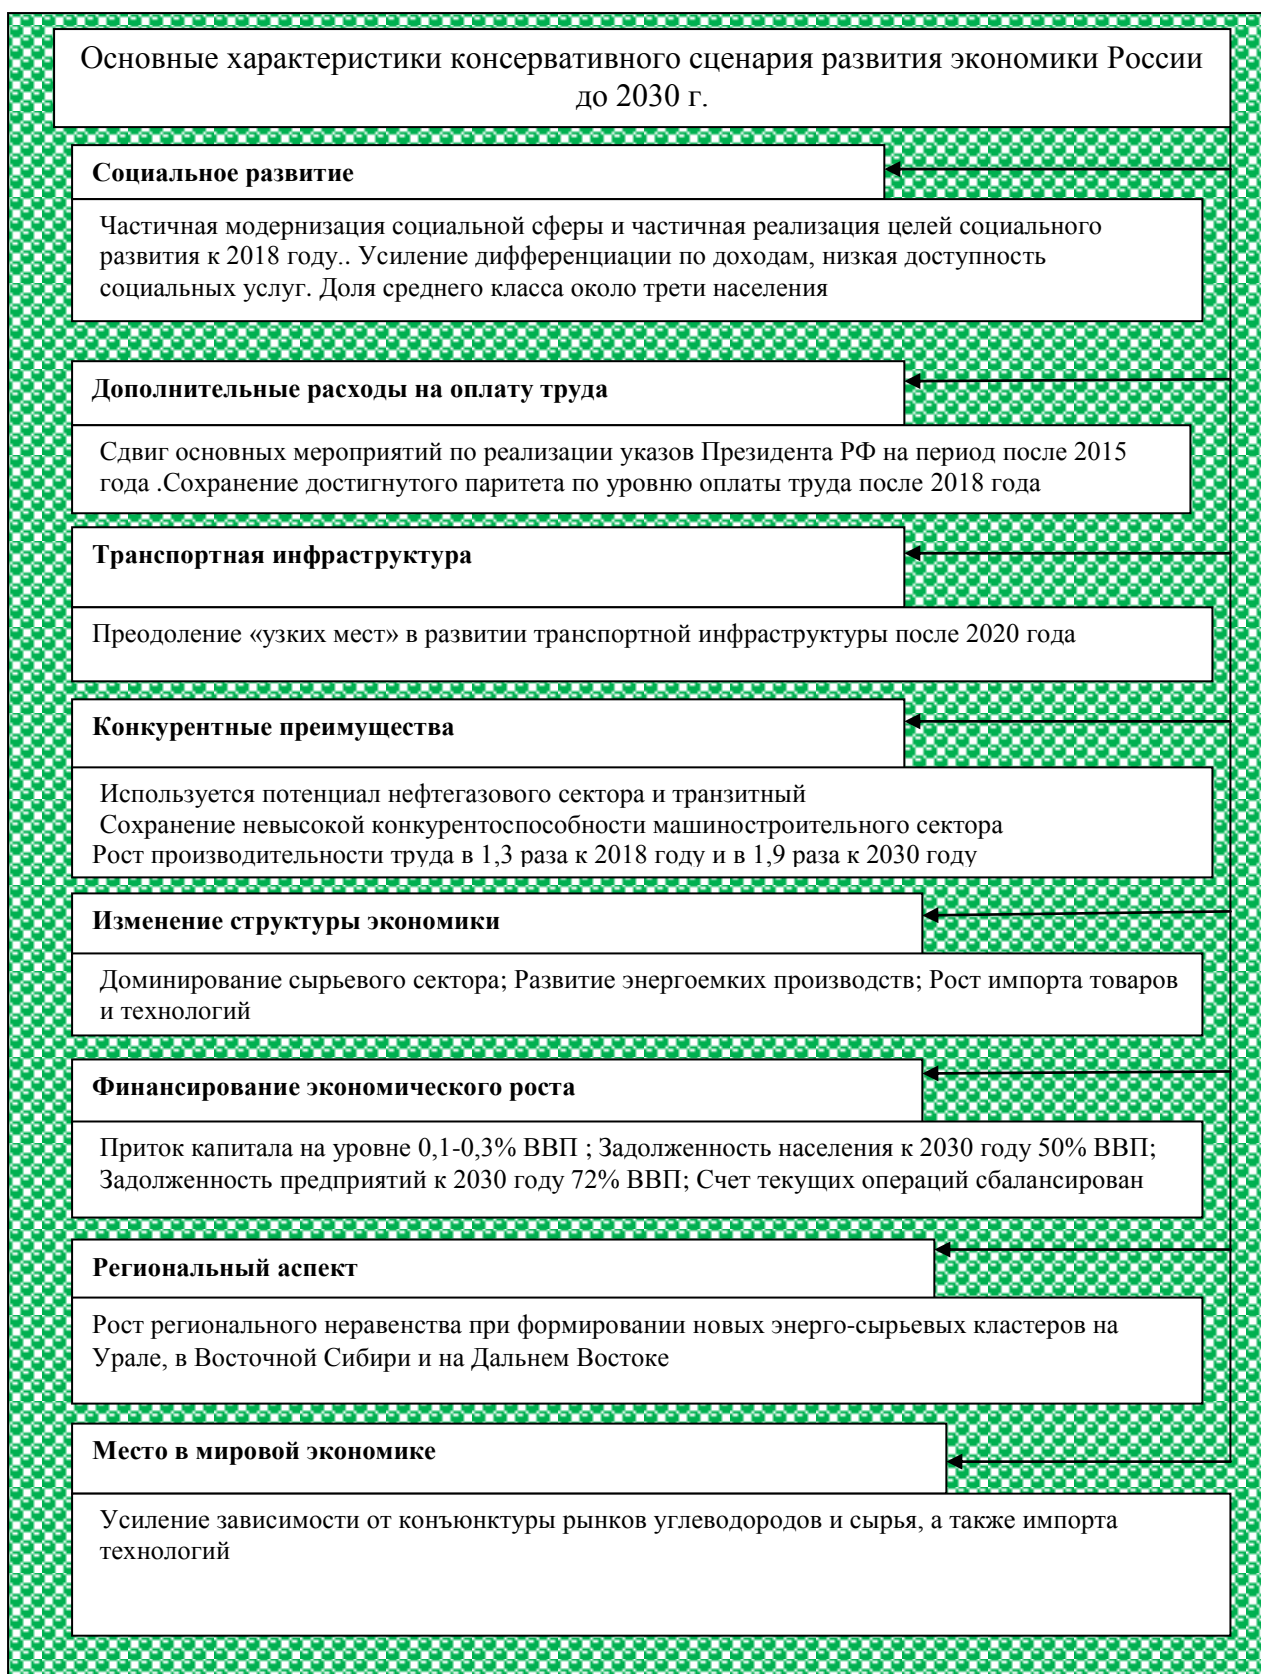 Основные характеристики консервативного сценария развития экономики России
до 2030 г.
Социальное развитие
Частичная модернизация социальной сферы и частичная реализация целей социального
развития к 2018 году.. Усиление дифференциации по доходам, низкая доступность
социальных услуг. Доля среднего класса около трети населения
Дополнительные расходы на оплату труда
Сдвиг основных мероприятий по реализации указов Президента РФ на период после 2015
года .Сохранение достигнутого паритета по уровню оплаты труда после 2018 года
Транспортная инфраструктура
Преодоление «узких мест» в развитии транспортной инфраструктуры после 2020 года
Конкурентные преимущества
Используется потенциал нефтегазового сектора и транзитный
Сохранение невысокой конкурентоспособности машиностроительного сектора
Рост производительности труда в 1,3 раза к 2018 году и в 1,9 раза к 2030 году
Изменение структуры экономики
Доминирование сырьевого сектора; Развитие энергоемких производств; Рост импорта товаров
и технологий
Финансирование экономического роста
Приток капитала на уровне 0,1-0,3% ВВП ; Задолженность населения к 2030 году 50% ВВП;
Задолженность предприятий к 2030 году 72% ВВП; Счет текущих операций сбалансирован
Региональный аспект
Рост регионального неравенства при формировании новых энерго-сырьевых кластеров на
Урале, в Восточной Сибири и на Дальнем Востоке
Место в мировой экономике
Усиление зависимости от конъюнктуры рынков углеводородов и сырья, а также импорта
технологий